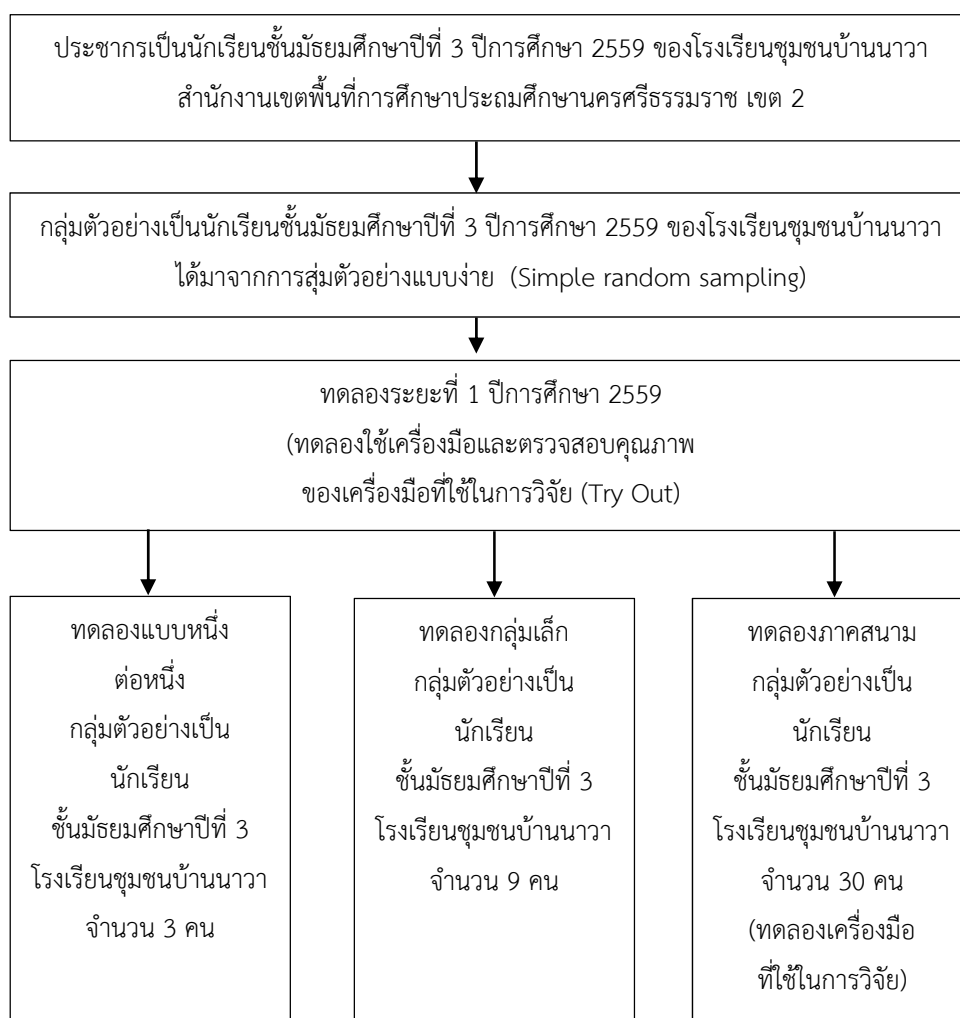 ประชากรเป็นนักเรียนชั้นมัธยมศึกษาปีที่ 3 ปีการศึกษา 2559 ของโรงเรียนชุมชนบ้านนาวา
สำนักงานเขตพื้นที่การศึกษาประถมศึกษานครศรีธรรมราช เขต 2
กลุ่มตัวอย่างเป็นนักเรียนชั้นมัธยมศึกษาปีที่ 3 ปีการศึกษา 2559 ของโรงเรียนชุมชนบ้านนาวา
ได้มาจากการสุ่มตัวอย่างแบบง่าย (Simple random sampling)
ทดลองระยะที่ 1 ปีการศึกษา 2559
(ทดลองใช้เครื่องมือและตรวจสอบคุณภาพ
ของเครื่องมือที่ใช้ในการวิจัย (Try Out)
ทดลองแบบหนึ่ง
ต่อหนึ่ง
กลุ่มตัวอย่างเป็น
นักเรียน
ชั้นมัธยมศึกษาปีที่ 3
โรงเรียนชุมชนบ้านนาวา
จำนวน 3 คน
ทดลองกลุ่มเล็ก
กลุ่มตัวอย่างเป็น
นักเรียน
ชั้นมัธยมศึกษาปีที่ 3
โรงเรียนชุมชนบ้านนาวา
จำนวน 9 คน
ทดลองภาคสนาม
กลุ่มตัวอย่างเป็น
นักเรียน
ชั้นมัธยมศึกษาปีที่ 3
โรงเรียนชุมชนบ้านนาวา
จำนวน 30 คน
(ทดลองเครื่องมือ
ที่ใช้ในการวิจัย)